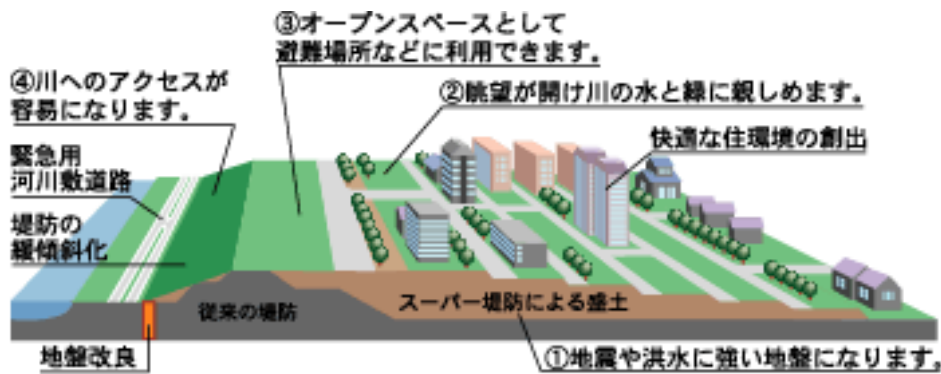 ③オープンスペースとして
避難場所などに利用できます。
④川へのアクセスが
容易になります。
②眺望が開け川の水と緑に親しめます。
快適な住環境の創出
緊急用
河川敷道路
堤防の
緩傾斜化
従来の堤防
スーパー堤防による盛土
地盤改良
①地震や洪水に強い地盤になります。